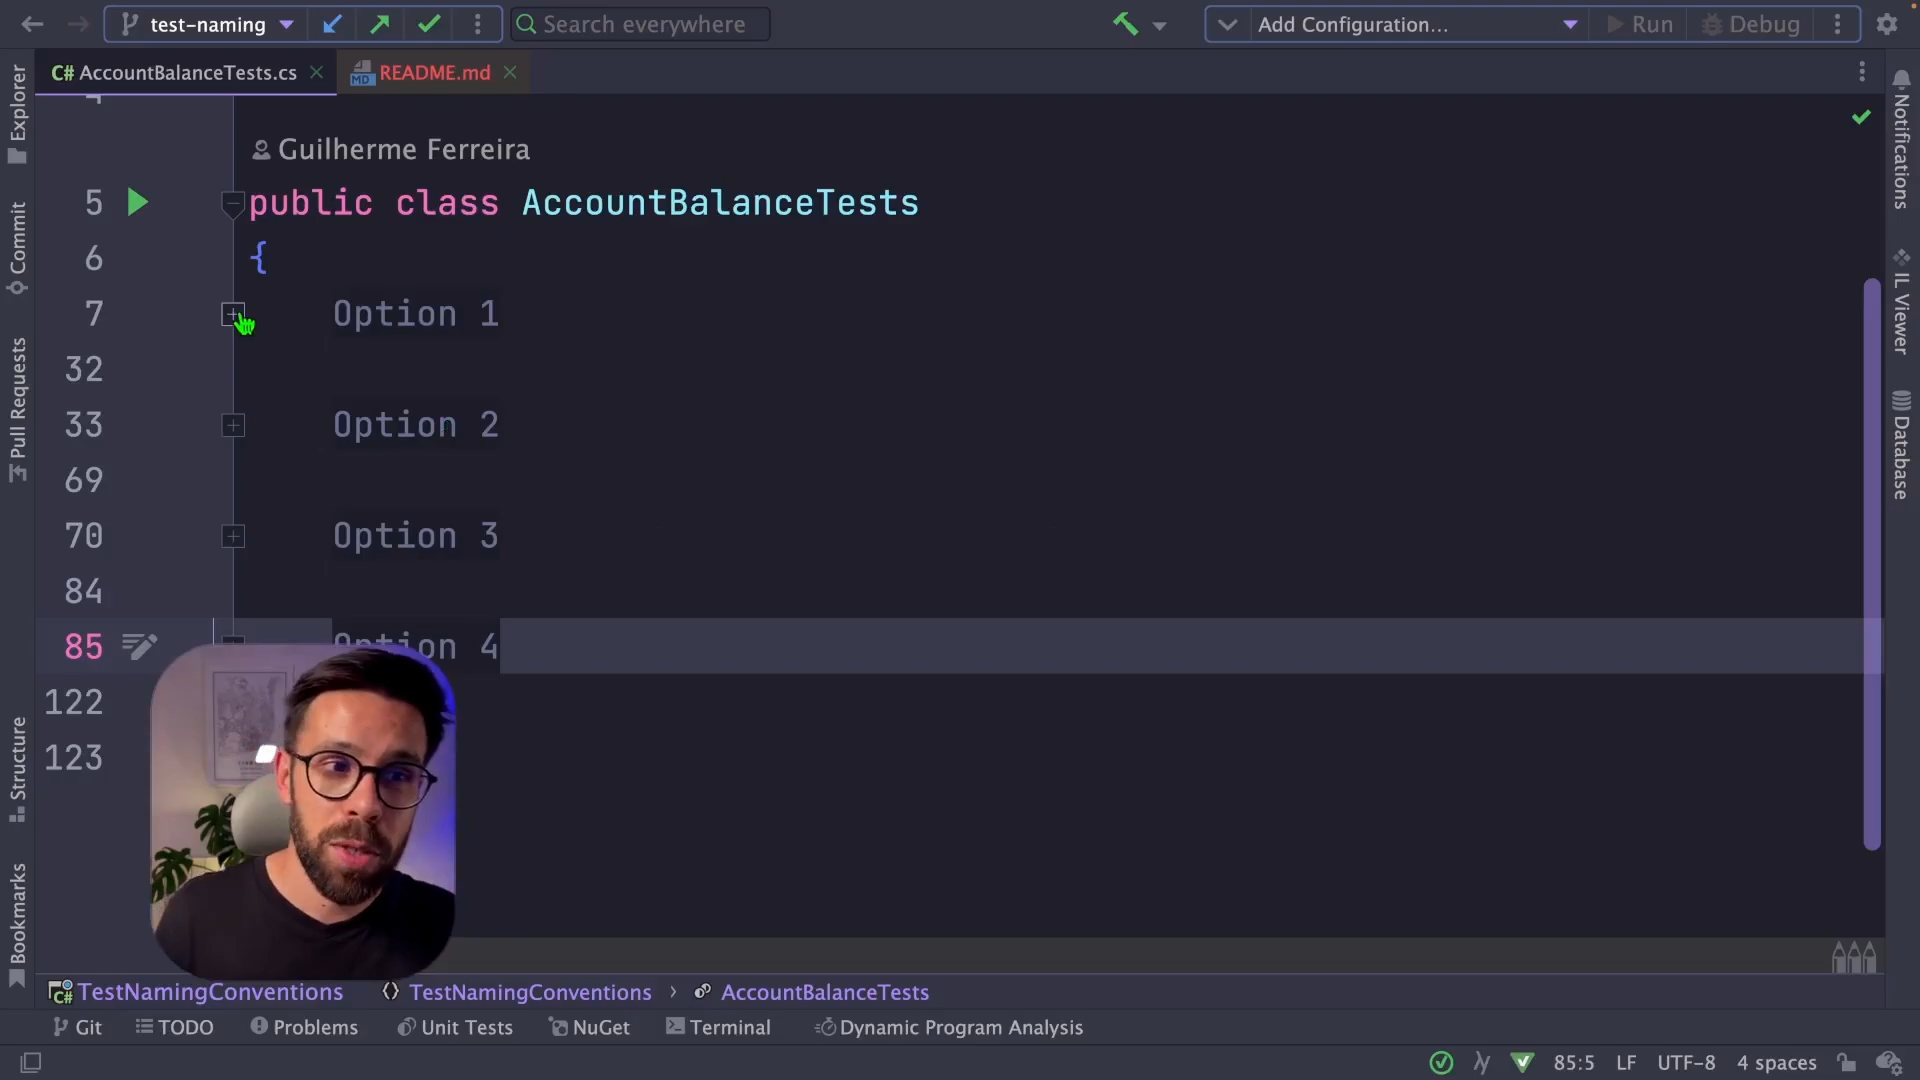 test-naming
Search everywhere
Add Configuration...
Run
Debug
C# AccountBalanceTests.cs
MD README.md
Explorer
Commit
Pull Requests
Structure
Bookmarks
Notifications
IL Viewer
Database
4
Guilherme Ferreira
5 public class AccountBalanceTests
6 {
7 Option 1
32
33 Option 2
69
70 Option 3
84
85 Option 4
122
123
C# TestNamingConventions TestNamingConventions › AccountBalanceTests
Git TODO Problems Unit Tests NuGet Terminal Dynamic Program Analysis
85:5 LF UTF-8 4 spaces